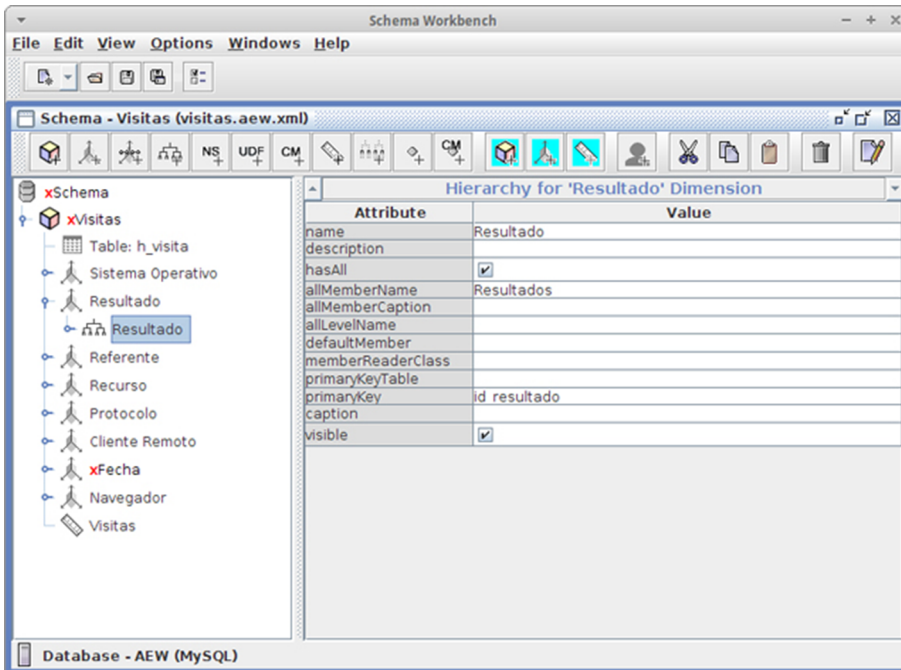 Schema Workbench
File Edit View Options Windows Help
Schema - Visitas (visitas.aew.xml)
NS UDF CM CM
xSchema
xVisitas
Table: h_visita
Sistema Operativo
Resultado
Resultado
Referente
Recurso
Protocolo
Cliente Remoto
xFecha
Navegador
Visitas
Hierarchy for 'Resultado' Dimension
Attribute Value
name Resultado
description
hasAll
allMemberName Resultados
allMemberCaption
allLevelName
defaultMember
memberReaderClass
primaryKeyTable
primaryKey id_resultado
caption
visible
Database - AEW (MySQL)